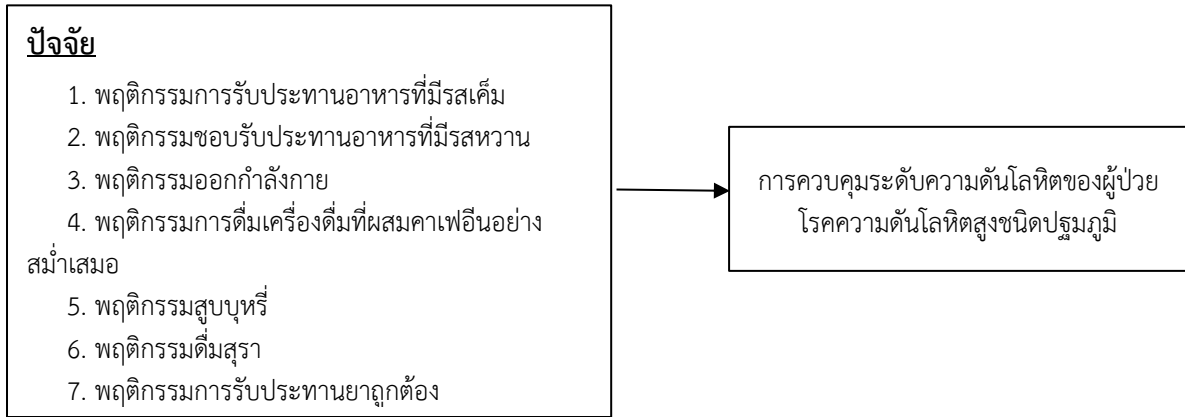 ปัจจัย
1. พฤติกรรมการรับประทานอาหารที่มีรสเค็ม
2. พฤติกรรมชอบรับประทานอาหารที่มีรสหวาน
3. พฤติกรรมออกกำลังกาย
4. พฤติกรรมการดื่มเครื่องดื่มที่ผสมคาเฟอีนอย่าง
สม่ำเสมอ
5. พฤติกรรมสูบบุหรี่
6. พฤติกรรมดื่มสุรา
7. พฤติกรรมการรับประทานยาถูกต้อง
การควบคุมระดับความดันโลหิตของผู้ป่วย
โรคความดันโลหิตสูงชนิดปฐมภูมิ